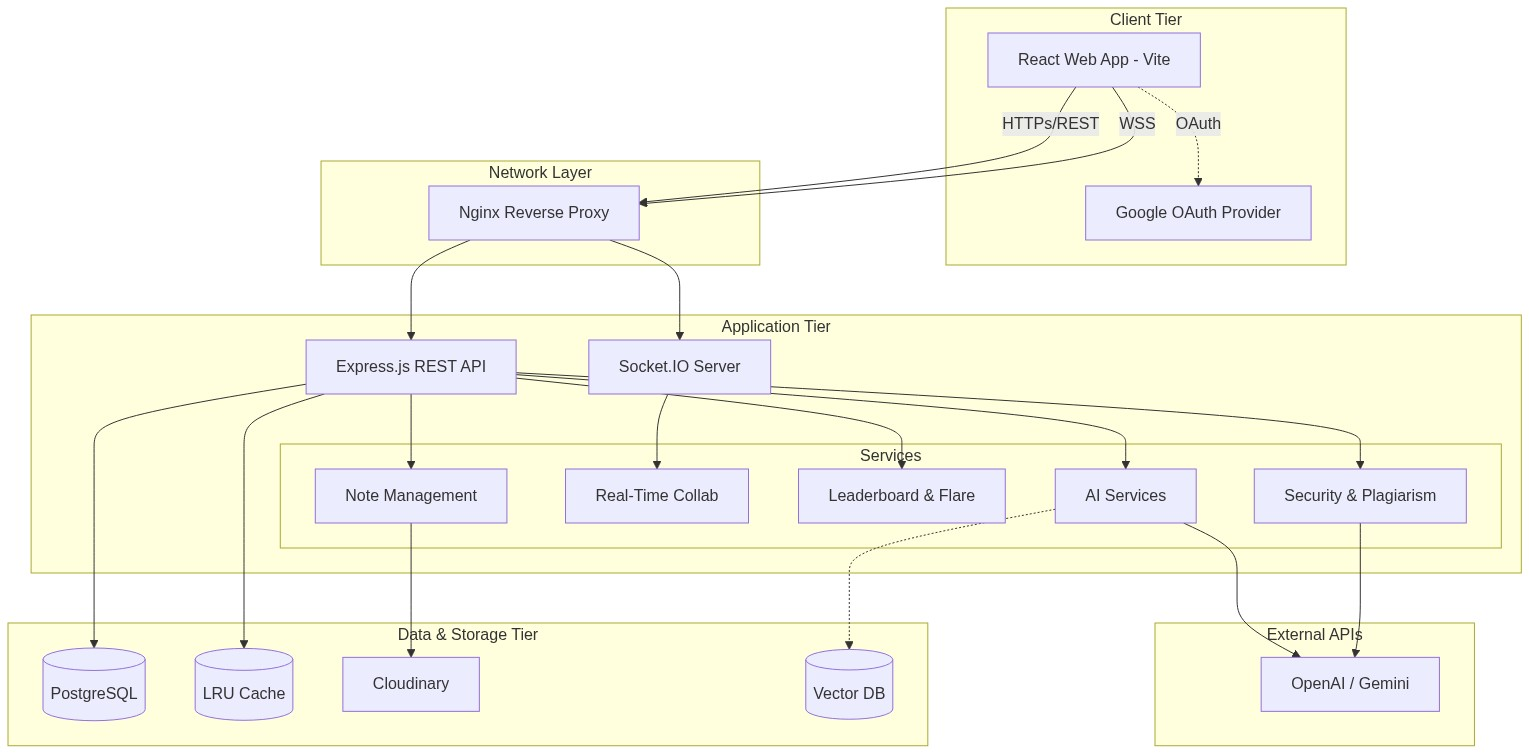 Client Tier
React Web App - Vite
HTTPs/REST
WSS
OAuth
Network Layer
Nginx Reverse Proxy
Google OAuth Provider
Application Tier
Express.js REST API
Socket.IO Server
Services
Note Management
Real-Time Collab
Leaderboard & Flare
AI Services
Security & Plagiarism
Data & Storage Tier
External APIs
PostgreSQL
LRU Cache
Cloudinary
Vector DB
OpenAI / Gemini